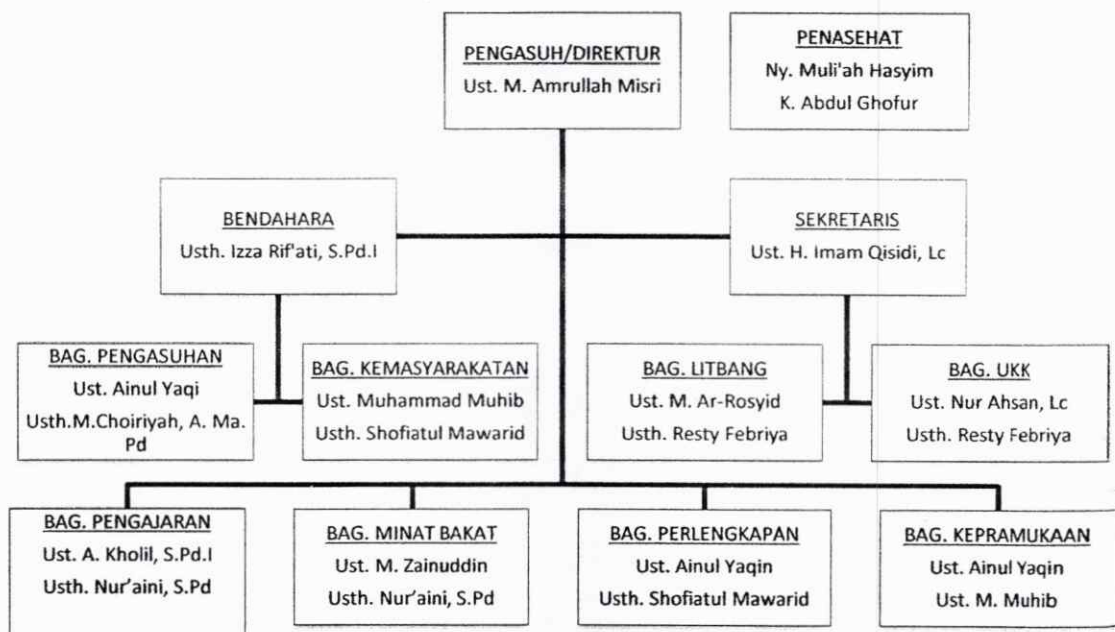 PENGASUH/DIREKTUR
Ust. M. Amrullah Misri
PENASEHAT
Ny. Muli'ah Hasyim
K. Abdul Ghofur
BENDAHARA
Usth. Izza Rif'ati, S.Pd.I
SEKRETARIS
Ust. H. Imam Qisidi, Lc
BAG. PENGASUHAN
Ust. Ainul Yaqi
Usth.M.Choiriyah, A. Ma.
Pd
BAG. KEMASYARAKATAN
Ust. Muhammad Muhib
Usth. Shofiatul Mawarid
BAG. LITBANG
Ust. M. Ar-Rosyid
Usth. Resty Febriya
BAG. UKK
Ust. Nur Ahsan, Lc
Usth. Resty Febriya
BAG. PENGAJARAN
Ust. A. Kholil, S.Pd.I
Usth. Nur'aini, S.Pd
BAG. MINAT BAKAT
Ust. M. Zainuddin
Usth. Nur'aini, S.Pd
BAG. PERLENGKAPAN
Ust. Ainul Yaqin
Usth. Shofiatul Mawarid
BAG. KEPRAMUKAAN
Ust. Ainul Yaqin
Ust. M. Muhib